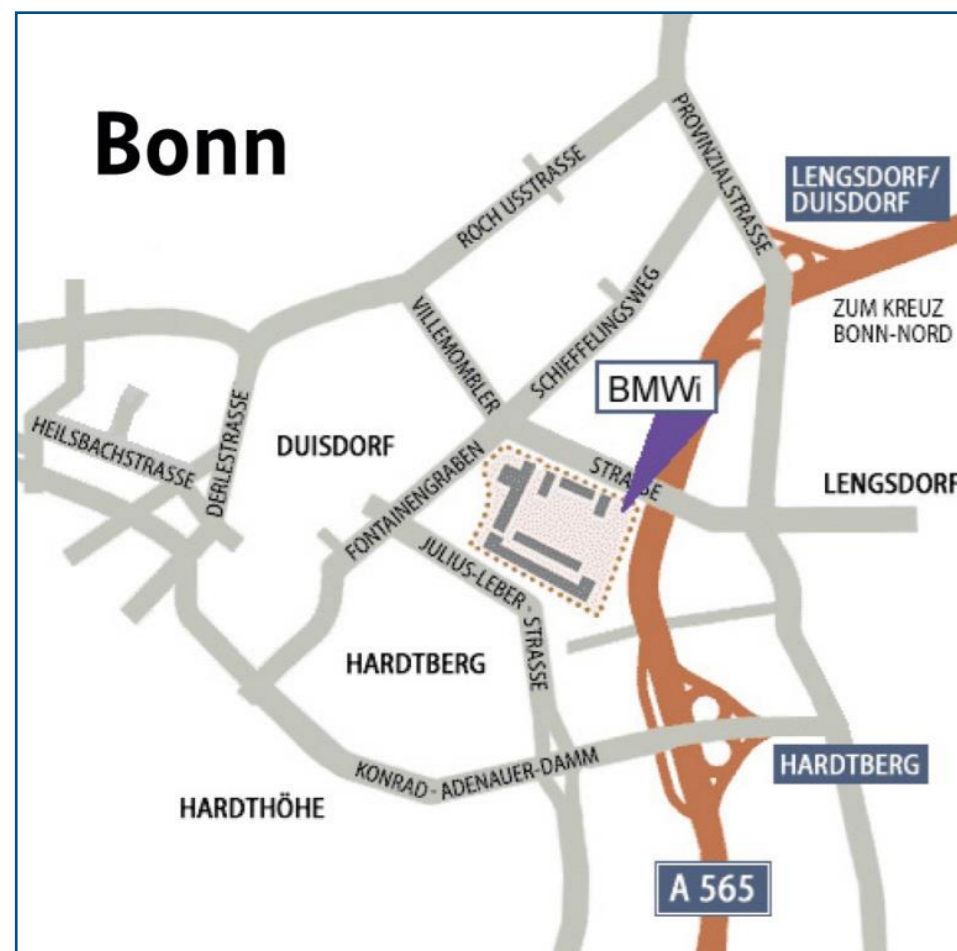 Bonn
PROVINZIALSTRASSE
LENGSDORF/
DUISDORF
ROCH USSTRASSE
ZUM KREUZ
BONN-NORD
VILLEMOMBLER
SCHIEFFELINGSWEG
BMWi
HEILSBACHSTRASSE
DERLESTRASSE
DUISDORF
STRASSE
LENGSDORF
FONTAINENGRABEN
JULIUS-LEBER - STRASSE
HARDTBERG
KONRAD - ADENAUER-DAMM
HARDTBERG
HARDTHÖHE
A 565